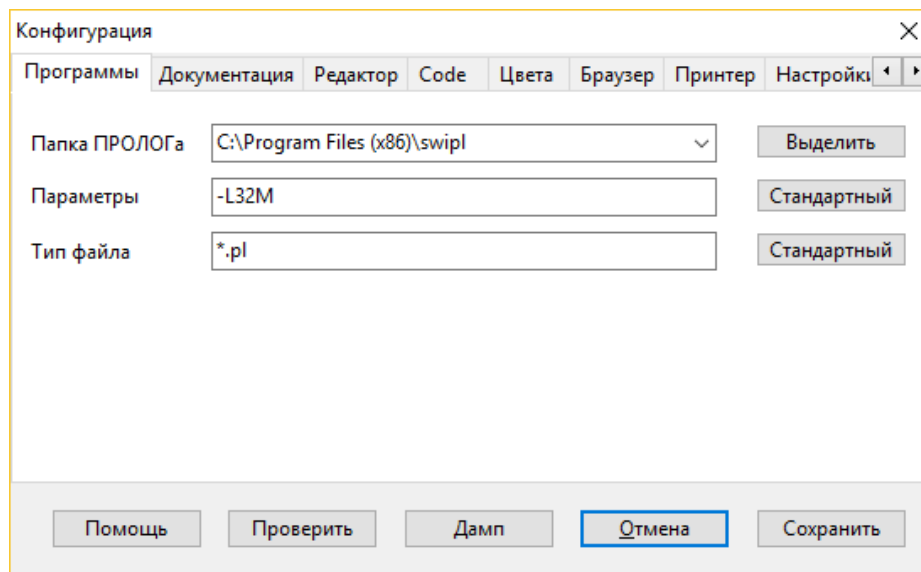 Конфигурация
Программы Документация Редактор Code Цвета Браузер Принтер Настройки
Папка ПРОЛОГа C:\Program Files (x86)\swipl Выделить
Параметры -L32M Стандартный
Тип файла *.pl Стандартный
Помощь Проверить Дамп Отмена Сохранить